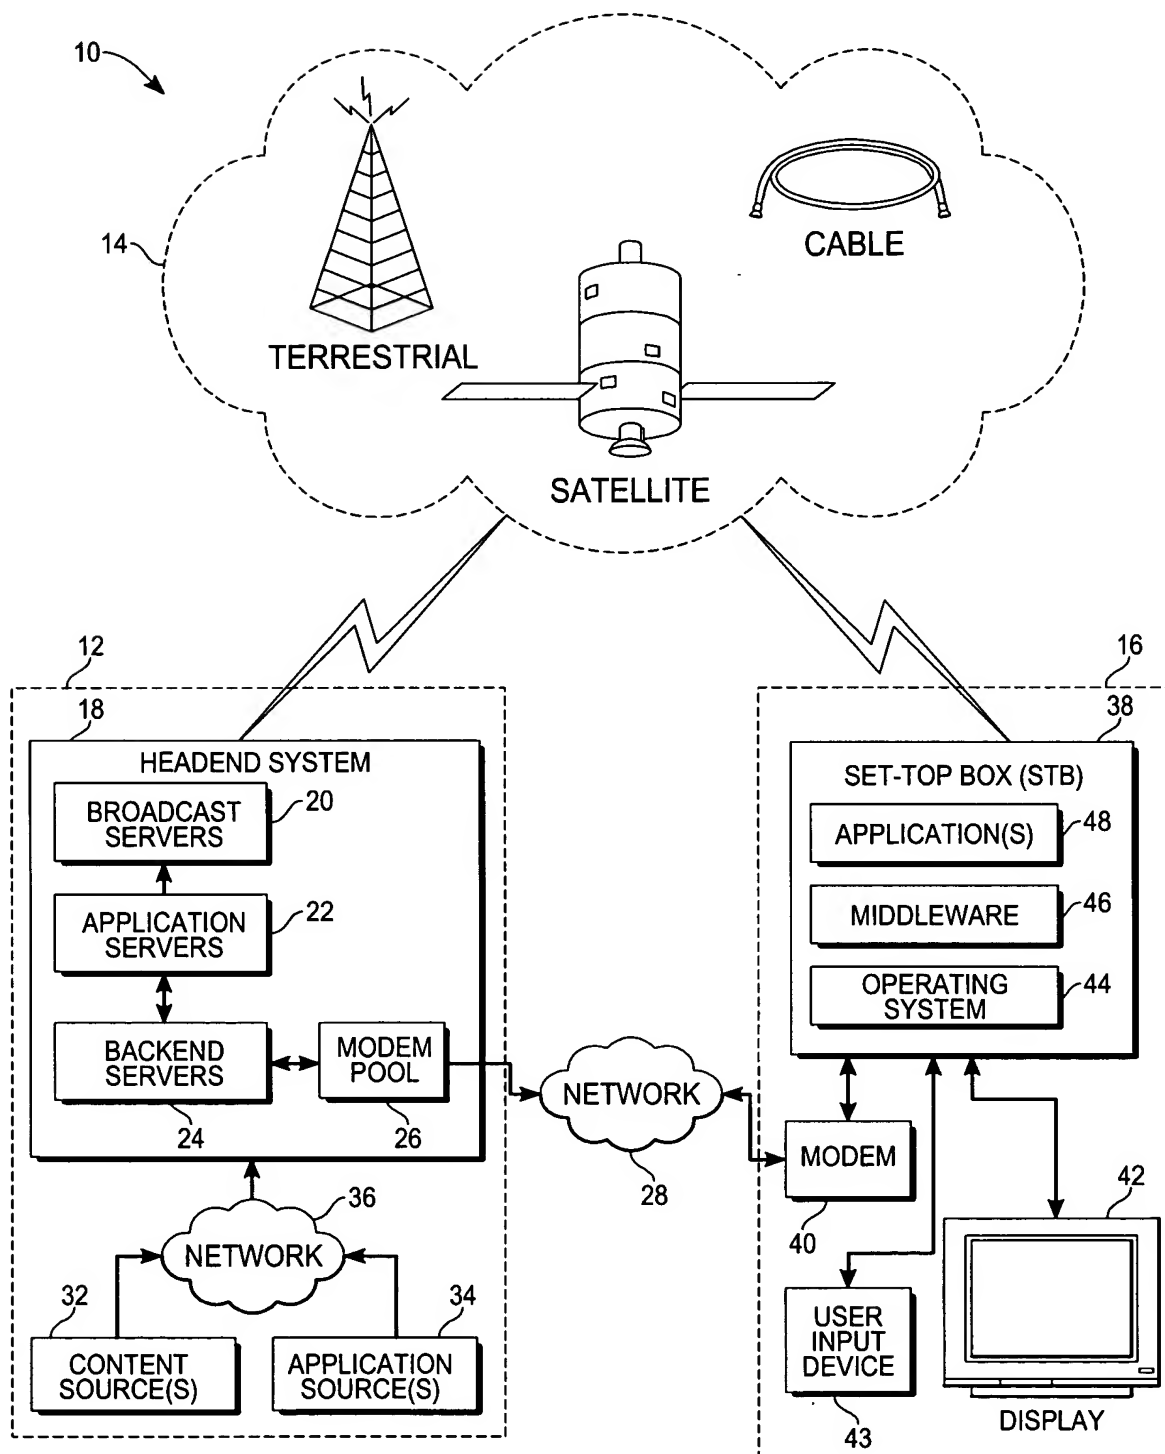 10
14
TERRESTRIAL
CABLE
SATELLITE
12
18
HEADEND SYSTEM
BROADCAST
SERVERS
20
APPLICATION
SERVERS
22
BACKEND
SERVERS
24
MODEM
POOL
26
NETWORK
28
NETWORK
36
32
CONTENT
SOURCE(S)
34
APPLICATION
SOURCE(S)
16
38
SET-TOP BOX (STB)
APPLICATION(S)
48
MIDDLEWARE
46
OPERATING
SYSTEM
44
MODEM
40
USER
INPUT
DEVICE
43
42
DISPLAY